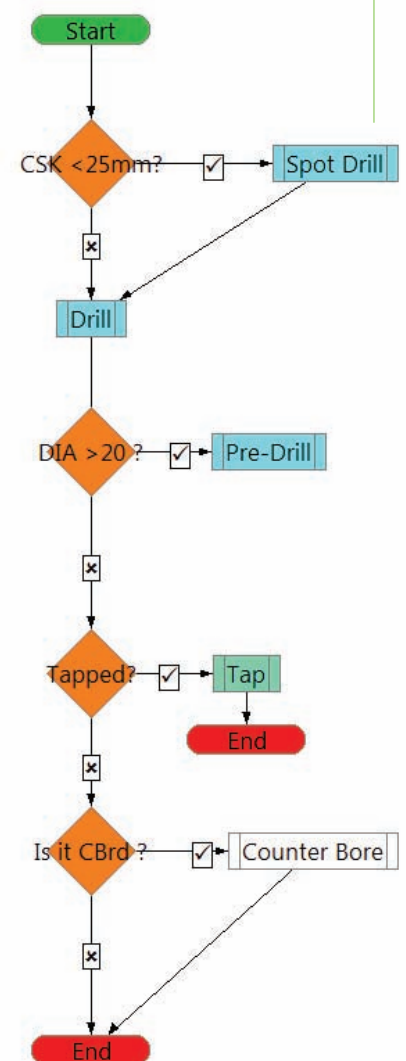 Start
CSK <25mm?
Spot Drill
Drill
DIA >20 ?
Pre-Drill
Tapped?
Tap
End
Is it CBrd ?
Counter Bore
End